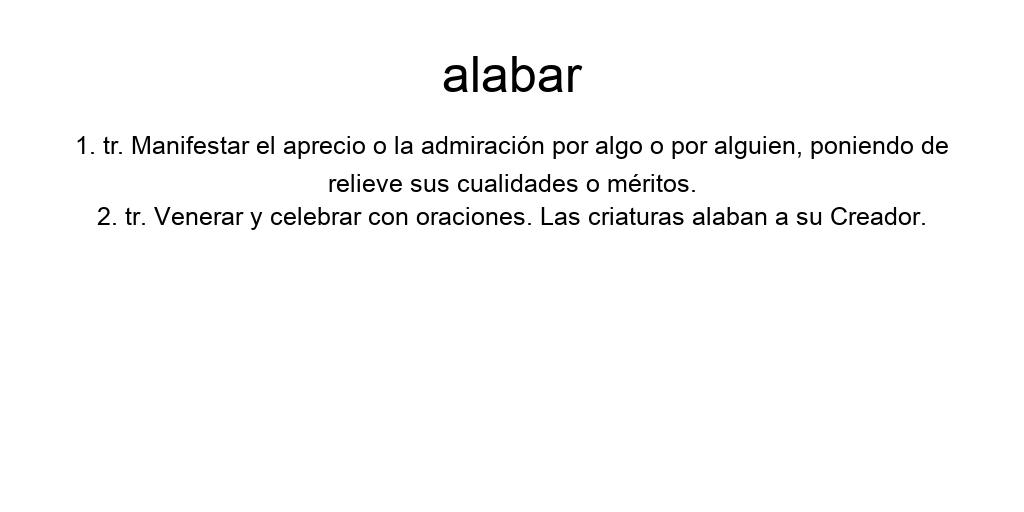 alabar
1. tr. Manifestar el aprecio o la admiración por algo o por alguien, poniendo de
relieve sus cualidades o méritos.
2. tr. Venerar y celebrar con oraciones. Las criaturas alaban a su Creador.